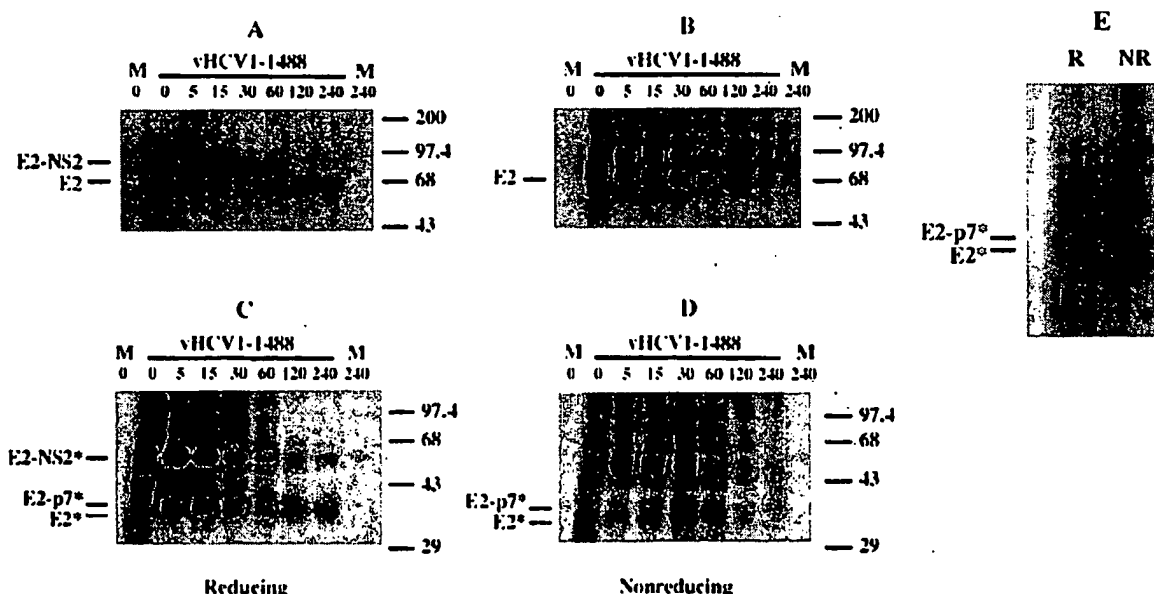 A
vHCV1-1488
M M
0 0 5 15 30 60 120 240 240
200
97.4
68
43
E2-NS2
E2
B
vHCV1-1488
M M
0 0 5 15 30 60 120 240 240
200
97.4
68
43
E2
E
R NR
E2-p7*
E2*
C
vHCV1-1488
M M
0 0 5 15 30 60 120 240 240
97.4
68
43
29
E2-NS2*
E2-p7*
E2*
Reducing
D
vHCV1-1488
M M
0 0 5 15 30 60 120 240 240
97.4
68
43
29
E2-p7*
E2*
Nonreducing